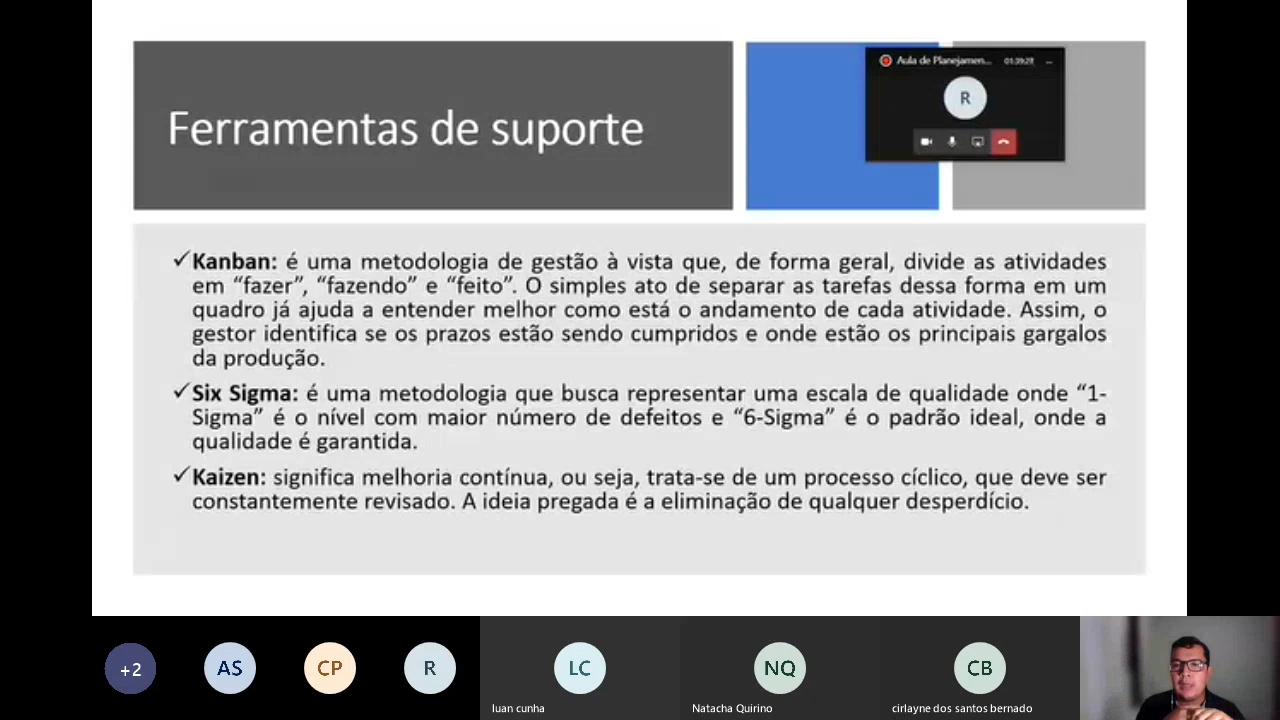 Ferramentas de suporte
Aula de Planejamen... 01:39:28 ...
R
✓Kanban: é uma metodologia de gestão à vista que, de forma geral, divide as atividades
em “fazer”, “fazendo” e “feito”. O simples ato de separar as tarefas dessa forma em um
quadro já ajuda a entender melhor como está o andamento de cada atividade. Assim, o
gestor identifica se os prazos estão sendo cumpridos e onde estão os principais gargalos
da produção.
✓Six Sigma: é uma metodologia que busca representar uma escala de qualidade onde “1-
Sigma” é o nível com maior número de defeitos e “6-Sigma” é o padrão ideal, onde a
qualidade é garantida.
✓Kaizen: significa melhoria contínua, ou seja, trata-se de um processo cíclico, que deve ser
constantemente revisado. A ideia pregada é a eliminação de qualquer desperdício.
+2 AS CP R LC NQ CB
luan cunha Natacha Quirino cirlayne dos santos bernado